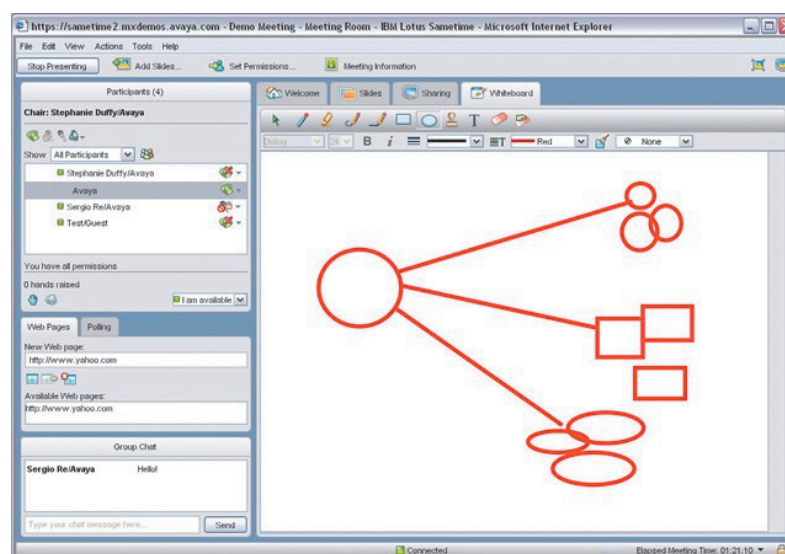 https://sametime2.mxdemos.avaya.com - Demo Meeting - Meeting Room - IBM Lotus Sametime - Microsoft Internet Explorer
File Edit View Actions Tools Help
Stop Presenting Add Slides... Set Permissions... Meeting Information
Participants (4)
Chair: Stephanie Duffy/Avaya
Show All Participants
Stephanie Duffy/Avaya
Avaya
Sergio Re/Avaya
Test/Guest
You have all permissions
0 hands raised
I am available
Web Pages Polling
New Web page:
http://www.yahoo.com
Available Web pages:
http://www.yahoo.com
Group Chat
Sergio Re/Avaya Hello!
Type your chat message here...
Send
Welcome Slides Sharing Whiteboard
T
Dialog 24 B i T Red None
Connected
Elapsed Meeting Time: 01:21:10